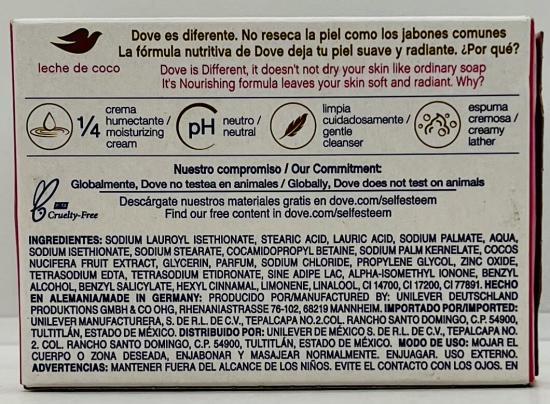 leche de coco
Dove es diferente. No reseca la piel como los jabones comunes
La fórmula nutritiva de Dove deja tu piel suave y radiante. ¿Por qué?
Dove is Different, it doesn't not dry your skin like ordinary soap
It's Nourishing formula leaves your skin soft and radiant. Why?
1/4
crema
humectante /
moisturizing
cream
pH
neutro /
neutral
limpia
cuidadosamente /
gentle
cleanser
espuma
cremosa /
creamy
lather
Nuestro compromiso / Our Commitment:
Globalmente, Dove no testea en animales / Globally, Dove does not test on animals
Cruelty-Free
Descárgate nuestros materiales gratis en dove.com/selfesteem
Find our free content in dove.com/selfesteem
INGREDIENTES: SODIUM LAUROYL ISETHIONATE, STEARIC ACID, LAURIC ACID, SODIUM PALMATE, AQUA,
SODIUM ISETHIONATE, SODIUM STEARATE, COCAMIDOPROPYL BETAINE, SODIUM PALM KERNELATE, COCOS
NUCIFERA FRUIT EXTRACT, GLYCERIN, PARFUM, SODIUM CHLORIDE, PROPYLENE GLYCOL, ZINC OXIDE,
TETRASODIUM EDTA, TETRASODIUM ETIDRONATE, SINE ADIPE LAC, ALPHA-ISOMETHYL IONONE, BENZYL
ALCOHOL, BENZYL SALICYLATE, HEXYL CINNAMAL, LIMONENE, LINALOOL, CI 14700, CI 17200, CI 77891. HECHO
EN ALEMANIA/MADE IN GERMANY: PRODUCIDO POR/MANUFACTURED BY: UNILEVER DEUTSCHLAND
PRODUKTIONS GMBH & CO OHG, RHENANIASTRASSE 76-102, 68219 MANNHEIM. IMPORTADO POR/IMPORTED:
UNILEVER MANUFACTURERA, S. DE R.L. DE C.V., TEPALCAPA NO.2.COL. RANCHO SANTO DOMINGO, C.P. 54900,
TULTITLÁN, ESTADO DE MÉXICO. DISTRIBUIDO POR: UNILEVER DE MÉXICO S DE R.L. DE C.V., TEPALCAPA NO.
2. COL. RANCHO SANTO DOMINGO, C.P. 54900, TULTITLÁN, ESTADO DE MÉXICO. MODO DE USO: MOJAR EL
CUERPO O ZONA DESEADA, ENJABONAR Y MASAJEAR NORMALMENTE. ENJUAGAR. USO EXTERNO.
ADVERTENCIAS: MANTENER FUERA DEL ALCANCE DE LOS NIÑOS. EVITE EL CONTACTO CON LOS OJOS. EN